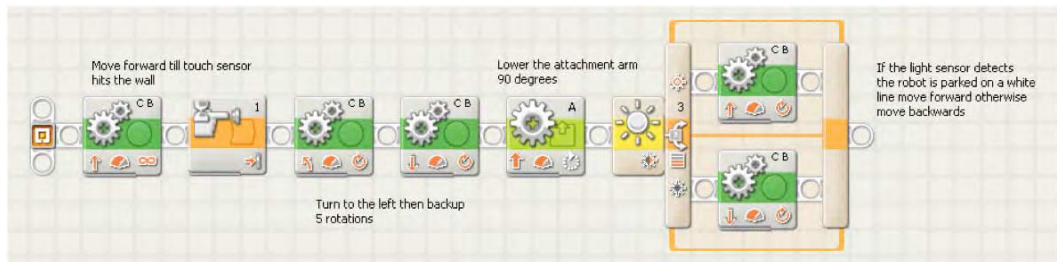 Move forward till touch sensor
hits the wall
C B
1
C B
Turn to the left then backup
5 rotations
C B
Lower the attachment arm
90 degrees
A
3
C B
C B
If the light sensor detects
the robot is parked on a white
line move forward otherwise
move backwards